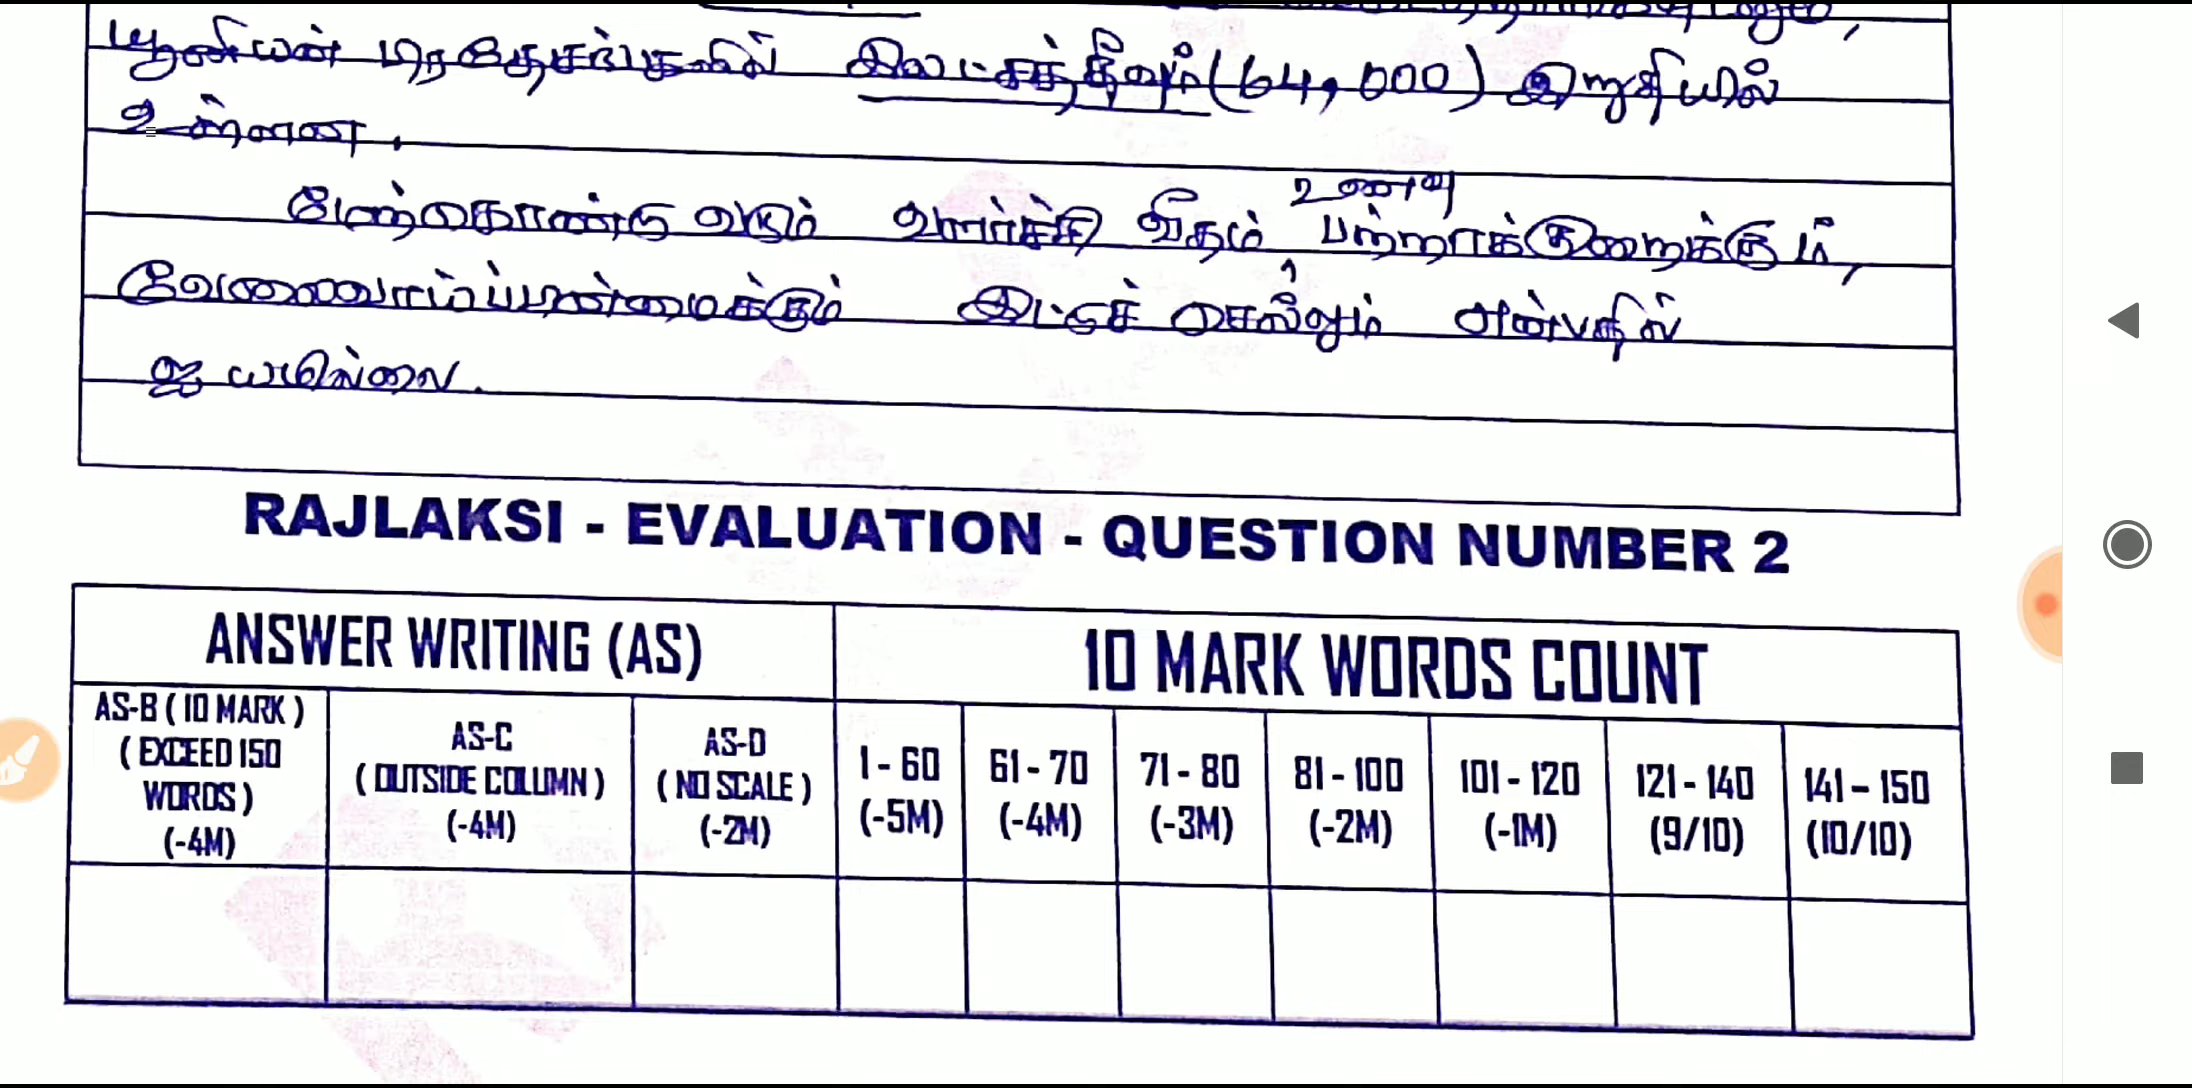 யூனியன் பிரதேசங்களில் இலட்சத்தீவும் (64,000) இறுதியில்
உள்ளன.
உணவு
மேற்கொண்டு வரும் வளர்ச்சி வீதம் பற்றாக்குறைக்கும்,
வேலைவாய்ப்பின்மைக்கும் இட்டுச் செல்லும் என்பதில்
ஐயமில்லை.
RAJLAKSI - EVALUATION - QUESTION NUMBER 2
ANSWER WRITING (AS)
10 MARK WORDS COUNT
AS-B ( 10 MARK )
( EXCEED 150
WORDS )
(-4M)
AS-C
( OUTSIDE COLUMN )
(-4M)
AS-D
( NO SCALE )
(-2M)
1 - 60
(-5M)
61 - 70
(-4M)
71 - 80
(-3M)
81 - 100
(-2M)
101 - 120
(-1M)
121 - 140
(9/10)
141 – 150
(10/10)